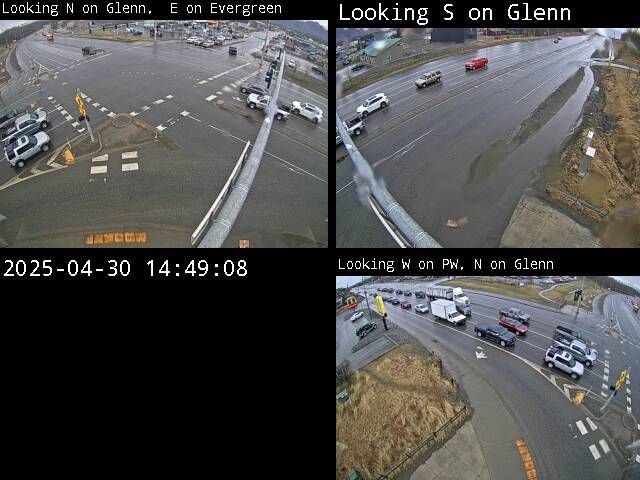 Looking N on Glenn,  E on Evergreen
Looking S on Glenn
2025-04-30 14:49:08
Looking W on PW, N on Glenn